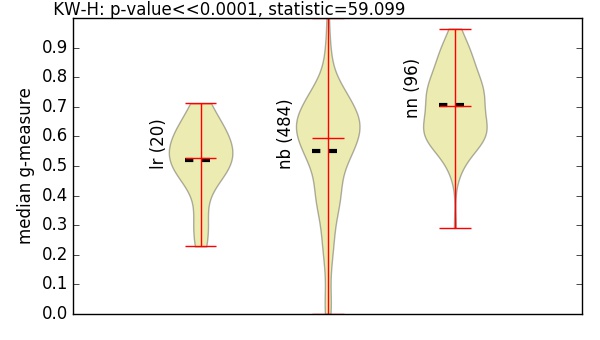 KW-H: p-value<<0.0001, statistic=59.099
median g-measure
0.9
0.8
0.7
0.6
0.5
0.4
0.3
0.2
0.1
0.0
lr (20)
nb (484)
nn (96)